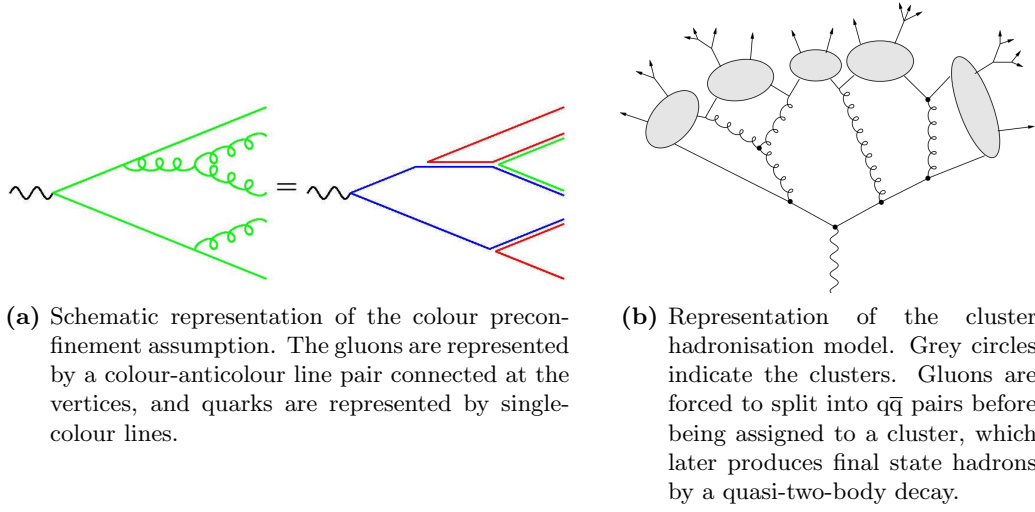 =
(a) Schematic representation of the colour precon-
finement assumption. The gluons are represented
by a colour-anticolour line pair connected at the
vertices, and quarks are represented by single-
colour lines.
(b) Representation of the cluster
hadronisation model. Grey circles
indicate the clusters. Gluons are
forced to split into qq̅ pairs before
being assigned to a cluster, which
later produces final state hadrons
by a quasi-two-body decay.